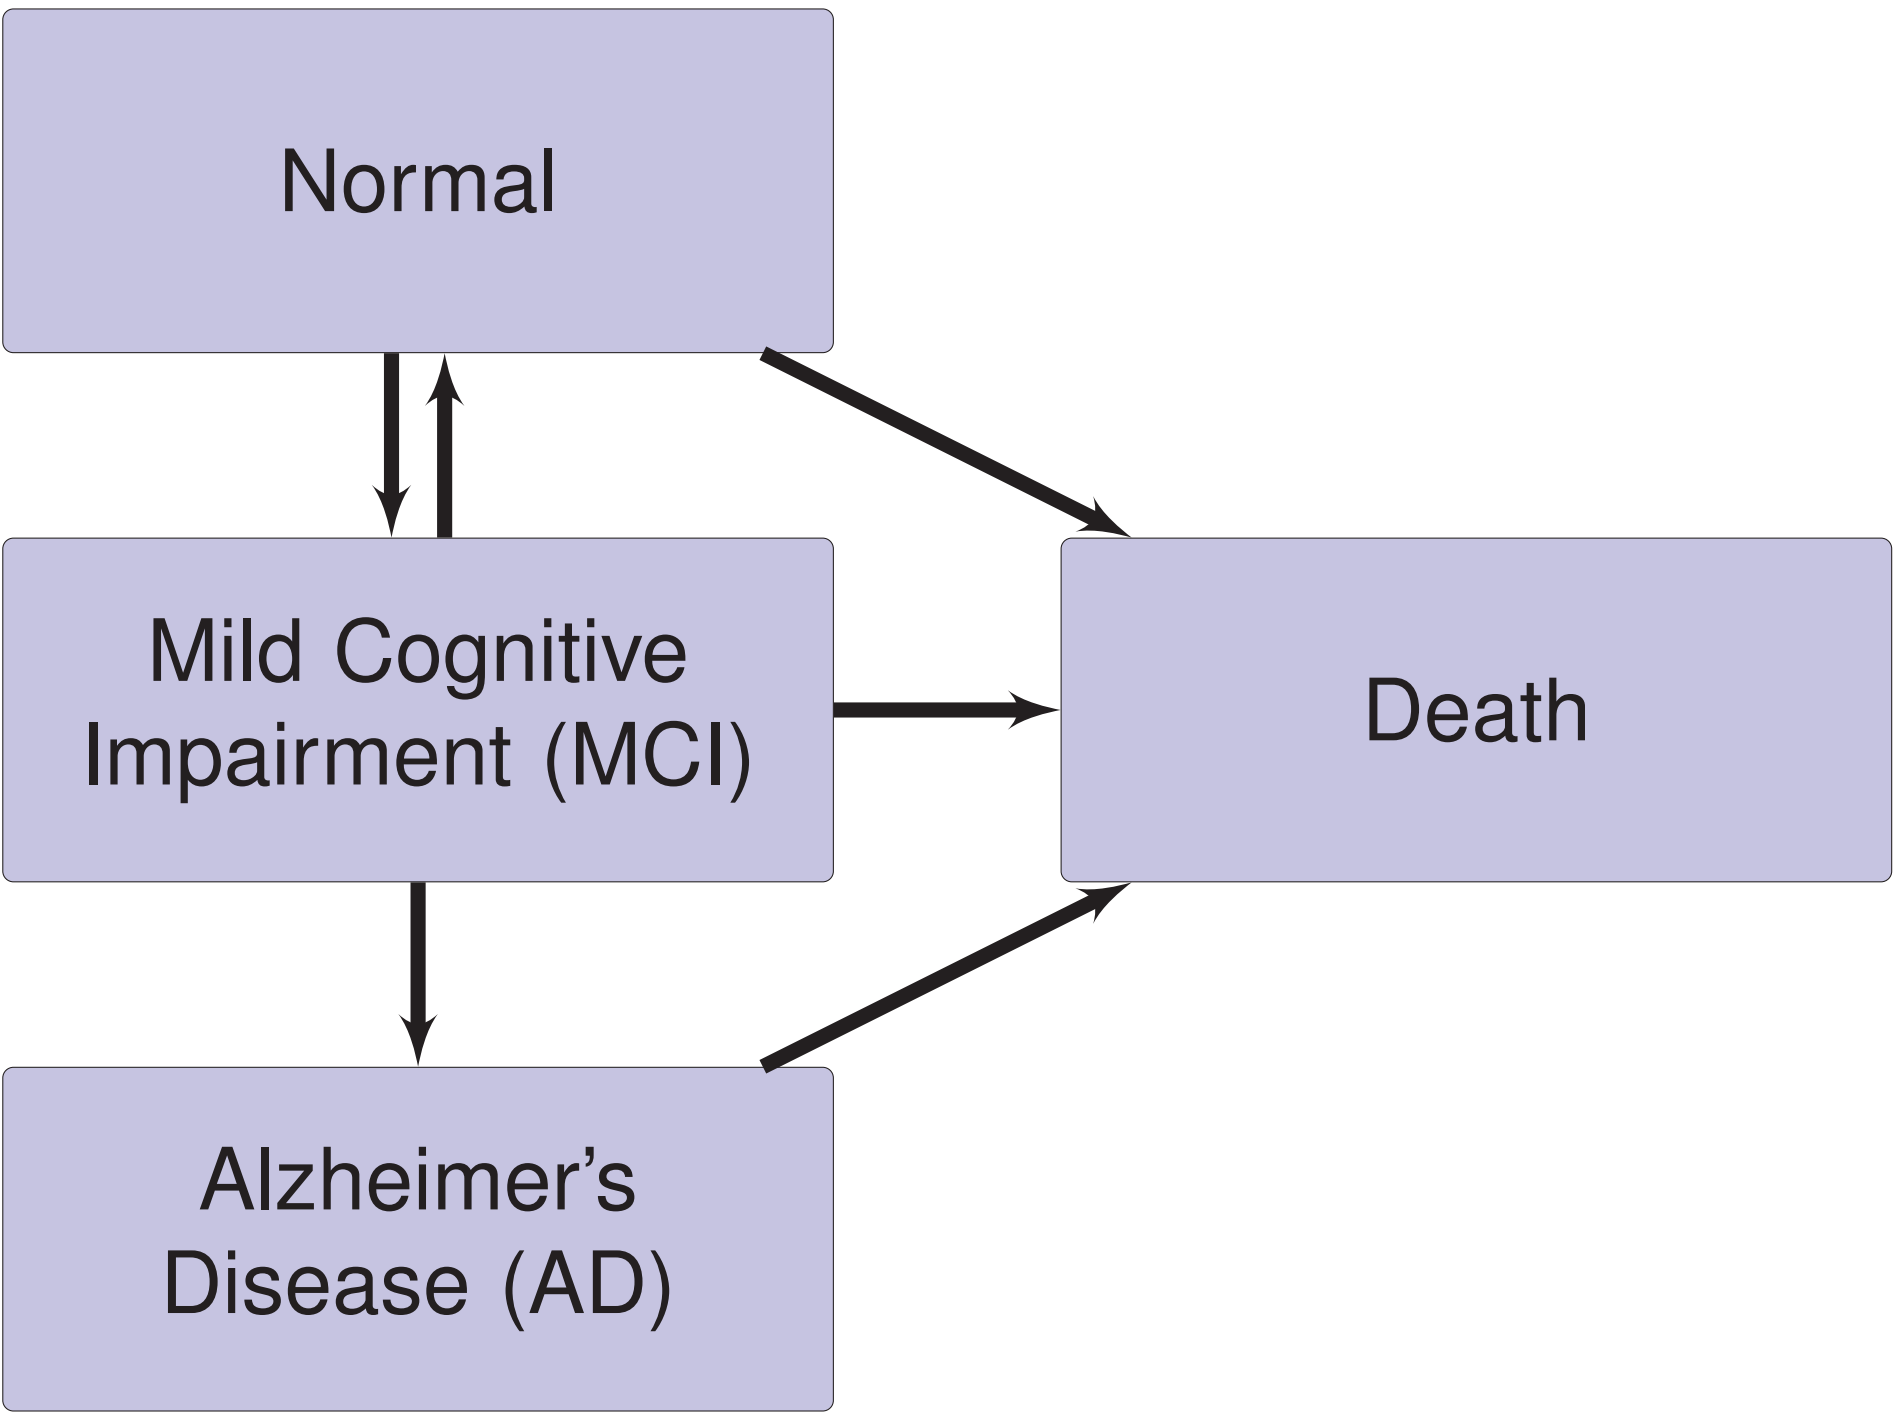 Normal
Mild Cognitive
Impairment (MCI)
Death
Alzheimer’s
Disease (AD)